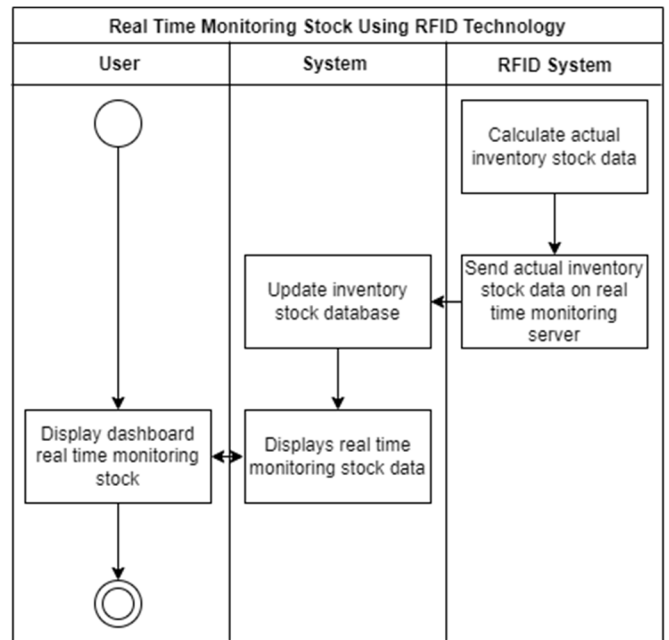 Real Time Monitoring Stock Using RFID Technology
User
System
RFID System
Calculate actual
inventory stock data
Send actual inventory
stock data on real
time monitoring
server
Update inventory
stock database
Display dashboard
real time monitoring
stock
Displays real time
monitoring stock data